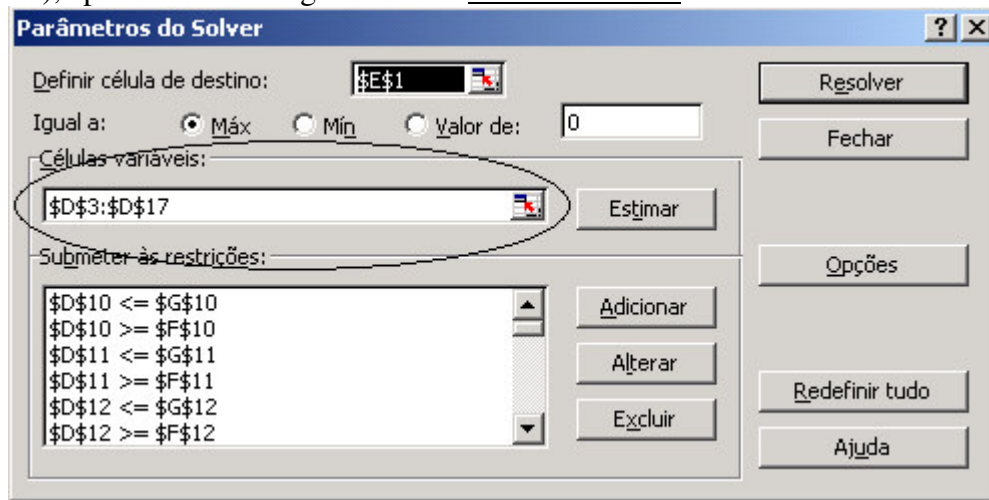 Parâmetros do Solver
? X
Definir célula de destino: $E$1
Resolver
Igual a: Máx Mín Valor de: 0
Fechar
Células variáveis:
$D$3:$D$17
Estimar
Submeter às restrições:
Opções
$D$10 <= $G$10
Adicionar
$D$10 >= $F$10
$D$11 <= $G$11
Alterar
$D$11 >= $F$11
Redefinir tudo
$D$12 <= $G$12
Excluir
$D$12 >= $F$12
Ajuda